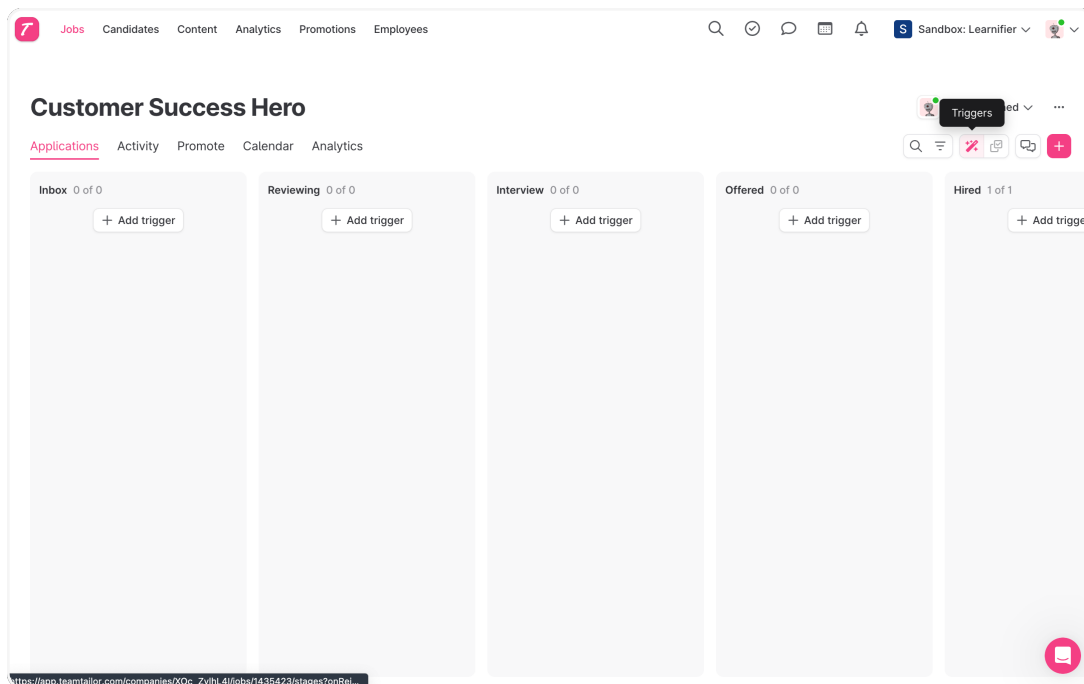 Jobs Candidates Content Analytics Promotions Employees S Sandbox: Learnifier
Customer Success Hero
Triggers
Applications Activity Promote Calendar Analytics
Inbox 0 of 0 Reviewing 0 of 0 Interview 0 of 0 Offered 0 of 0 Hired 1 of 1
+ Add trigger + Add trigger + Add trigger + Add trigger + Add trigge